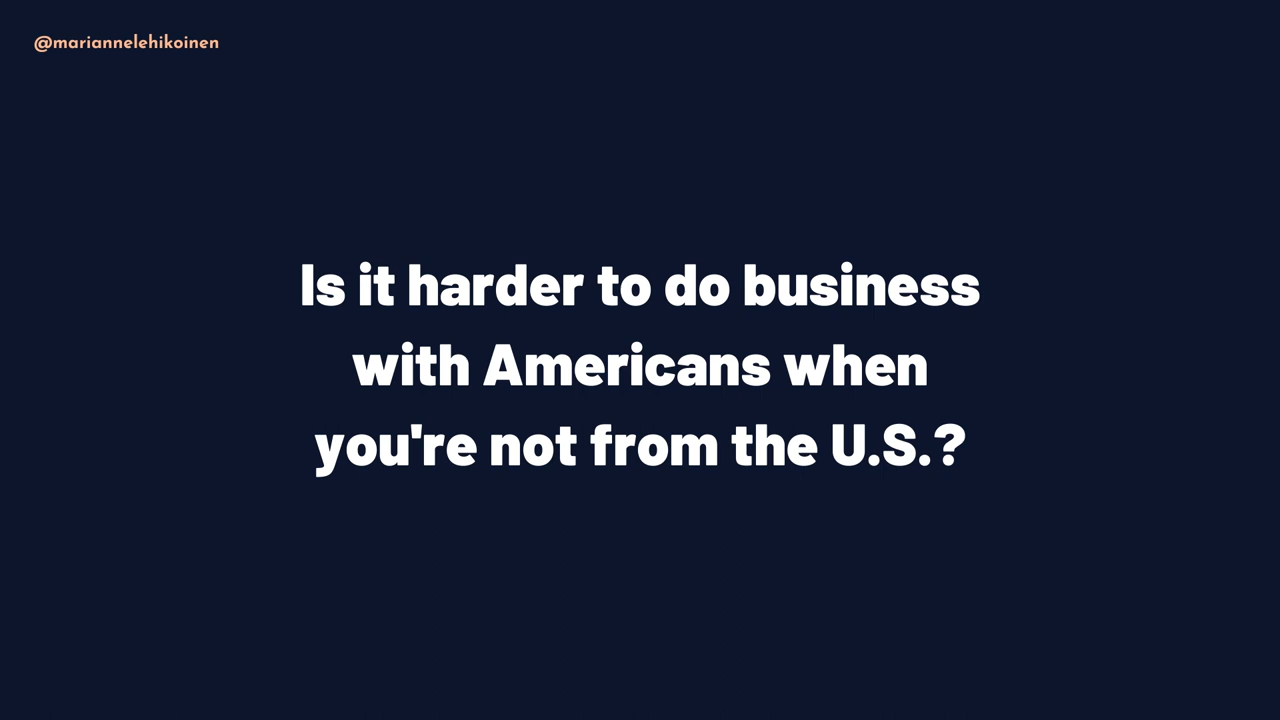 @mariannelehikoinen
Is it harder to do business
with Americans when
you're not from the U.S.?